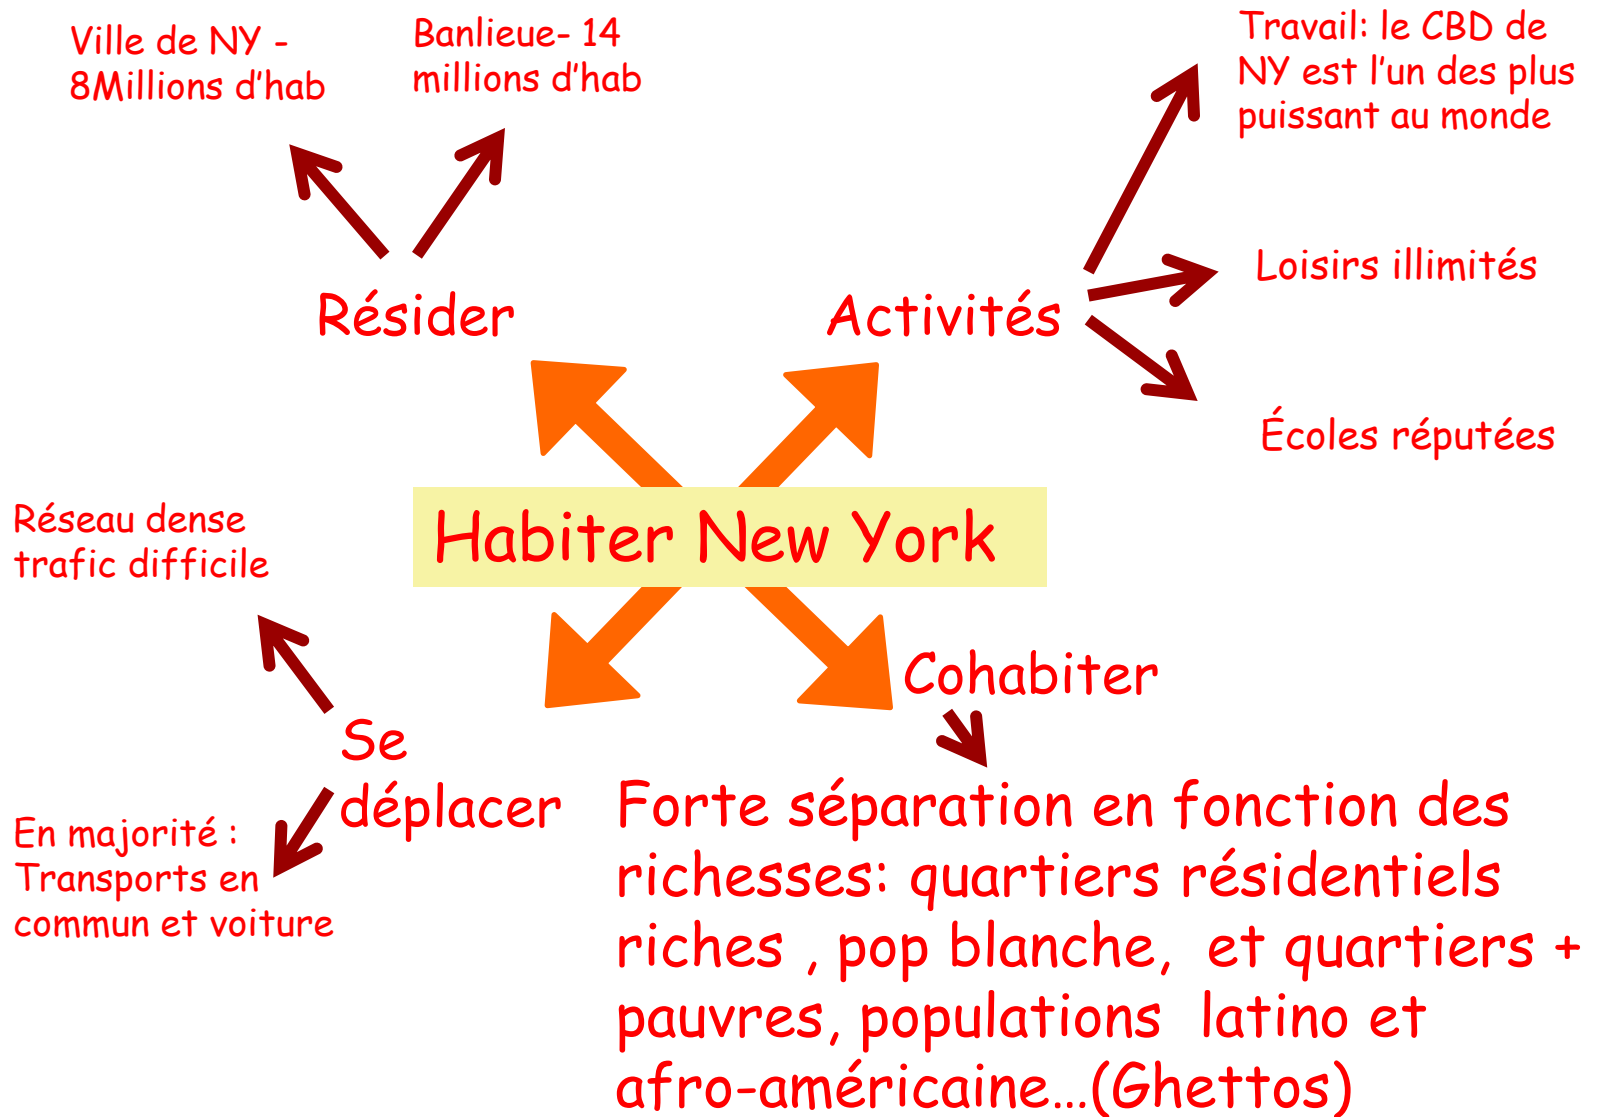 Ville de NY -
8Millions d'hab
Banlieue- 14
millions d'hab
Travail: le CBD de
NY est l'un des plus
puissant au monde
Résider
Activités
Loisirs illimités
Écoles réputées
Habiter New York
Réseau dense
trafic difficile
Se
déplacer
En majorité :
Transports en
commun et voiture
Cohabiter
Forte séparation en fonction des
richesses: quartiers résidentiels
riches , pop blanche, et quartiers +
pauvres, populations latino et
afro-américaine…(Ghettos)